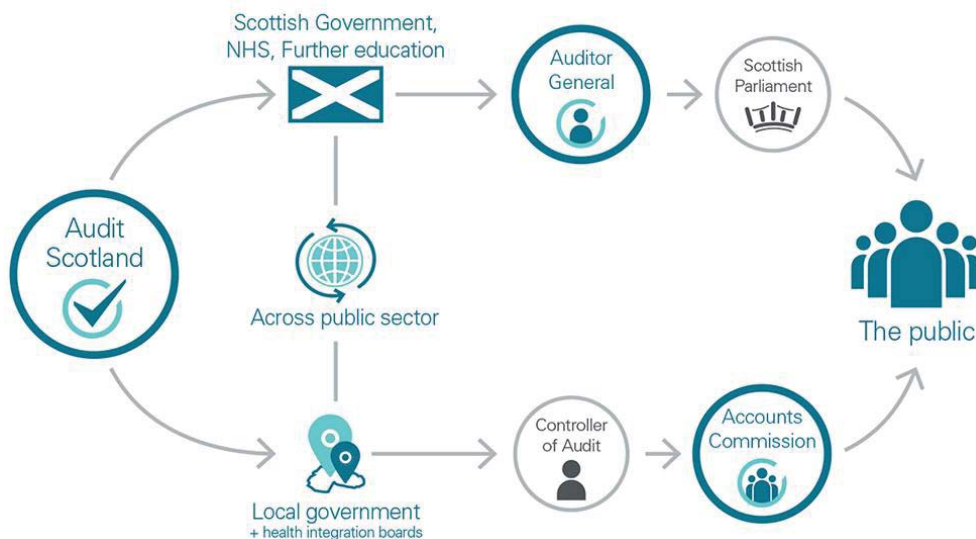 Scottish Government,
NHS, Further education
Auditor
General
Scottish
Parliament
Audit
Scotland
Across public sector
The public
Local government
+ health integration boards
Controller
of Audit
Accounts
Commission